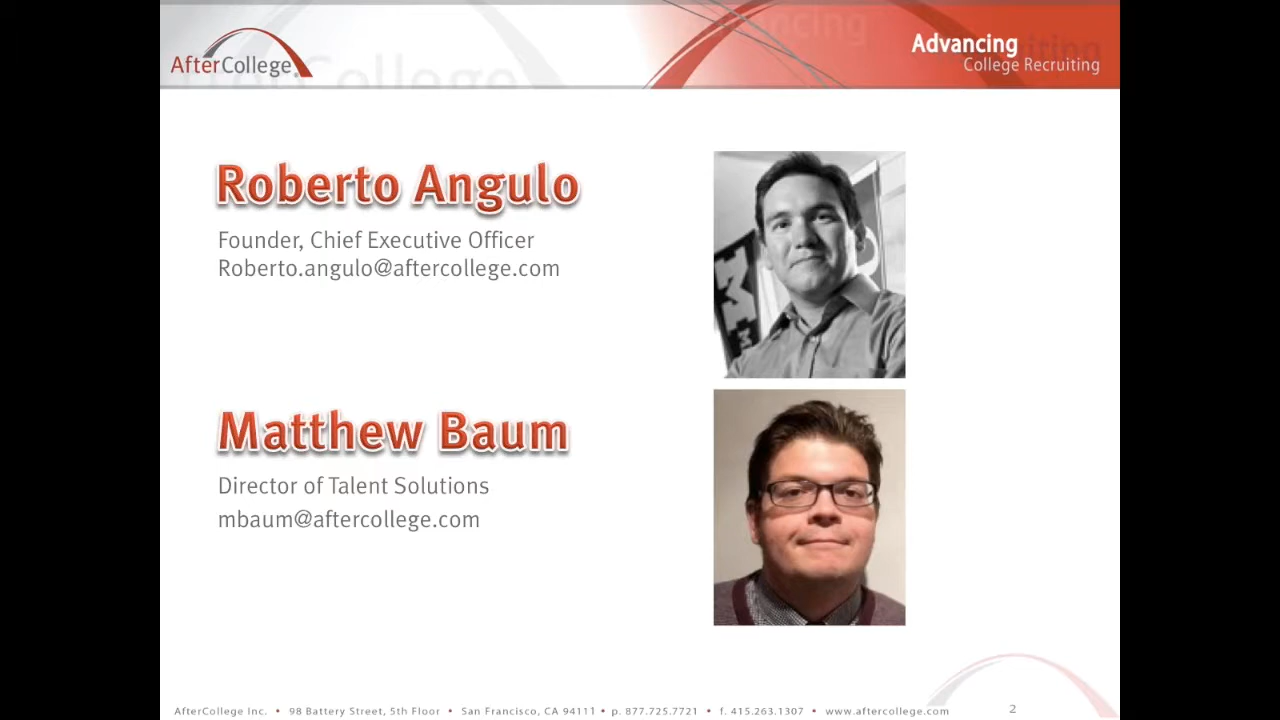 AfterCollege
Advancing
College Recruiting
Roberto Angulo
Founder, Chief Executive Officer
Roberto.angulo@aftercollege.com
Matthew Baum
Director of Talent Solutions
mbaum@aftercollege.com
AfterCollege Inc. • 98 Battery Street, 5th Floor • San Francisco, CA 94111 • p. 877.725.7721 • f. 415.263.1307 • www.aftercollege.com
2